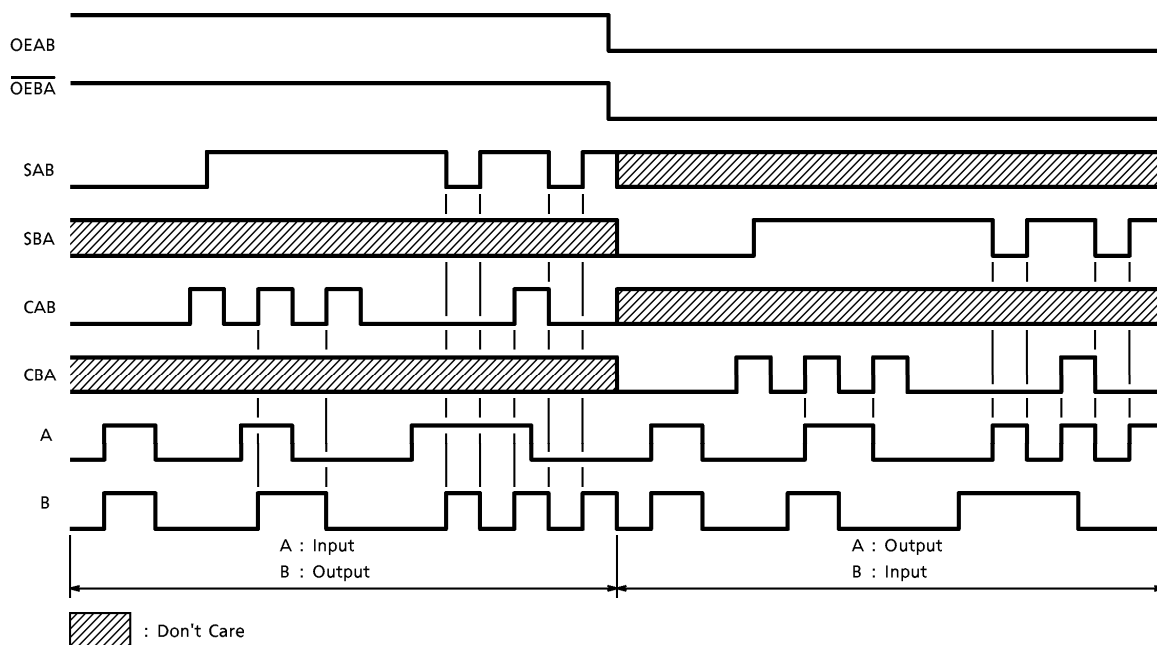 OEAB
OEBA
SAB
SBA
CAB
CBA
A
B
A : Input
B : Output
A : Output
B : Input
: Don't Care